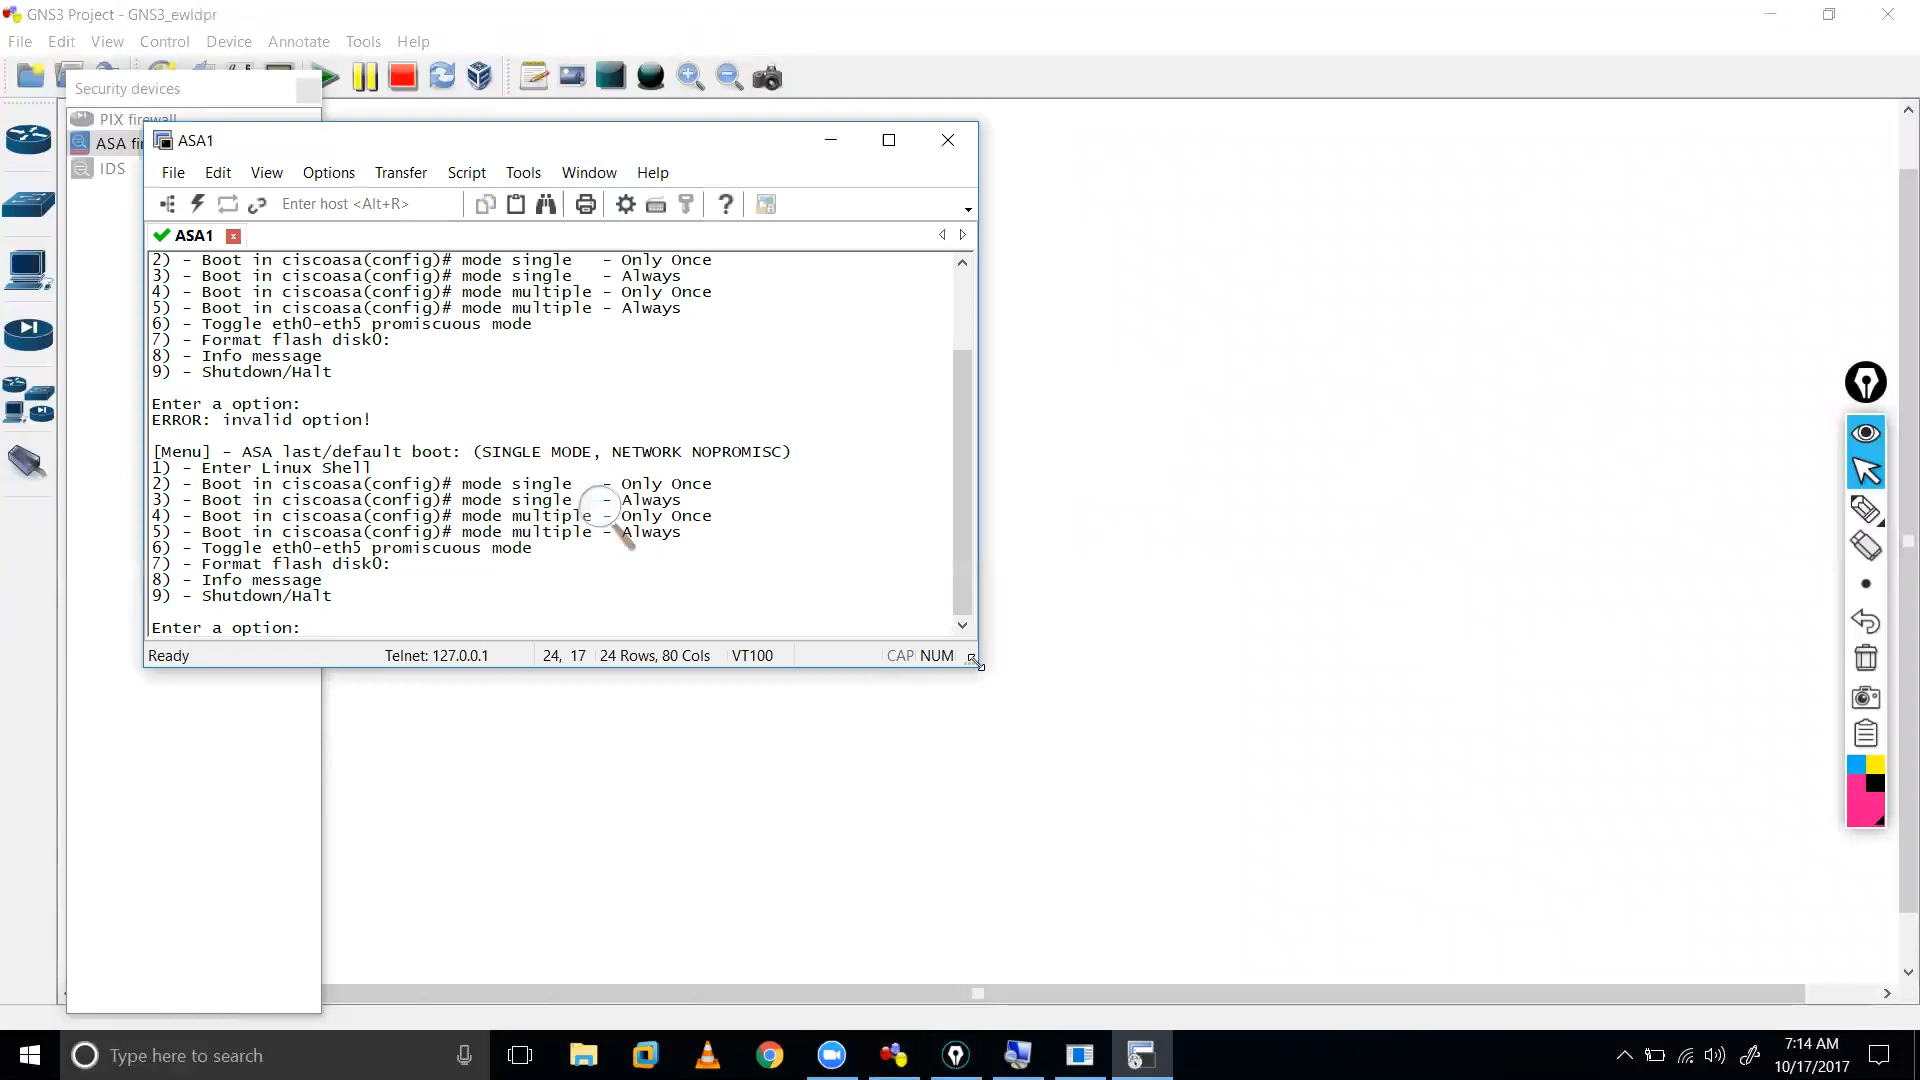 GNS3 Project - GNS3_ewldpr
File Edit View Control Device Annotate Tools Help
Security devices
PIX firewall
ASA fi
IDS
ASA1
File Edit View Options Transfer Script Tools Window Help
Enter host <Alt+R>
ASA1
2) - Boot in ciscoasa(config)# mode single   - Only Once
3) - Boot in ciscoasa(config)# mode single   - Always
4) - Boot in ciscoasa(config)# mode multiple - Only Once
5) - Boot in ciscoasa(config)# mode multiple - Always
6) - Toggle eth0-eth5 promiscuous mode
7) - Format flash disk0:
8) - Info message
9) - Shutdown/Halt
Enter a option:
ERROR: invalid option!
[Menu] - ASA last/default boot: (SINGLE MODE, NETWORK NOPROMISC)
1) - Enter Linux Shell
2) - Boot in ciscoasa(config)# mode single   - Only Once
3) - Boot in ciscoasa(config)# mode single   - Always
4) - Boot in ciscoasa(config)# mode multiple - Only Once
5) - Boot in ciscoasa(config)# mode multiple - Always
6) - Toggle eth0-eth5 promiscuous mode
7) - Format flash disk0:
8) - Info message
9) - Shutdown/Halt
Enter a option:
Ready Telnet: 127.0.0.1 24, 17 24 Rows, 80 Cols VT100 CAP NUM
Type here to search
7:14 AM
10/17/2017